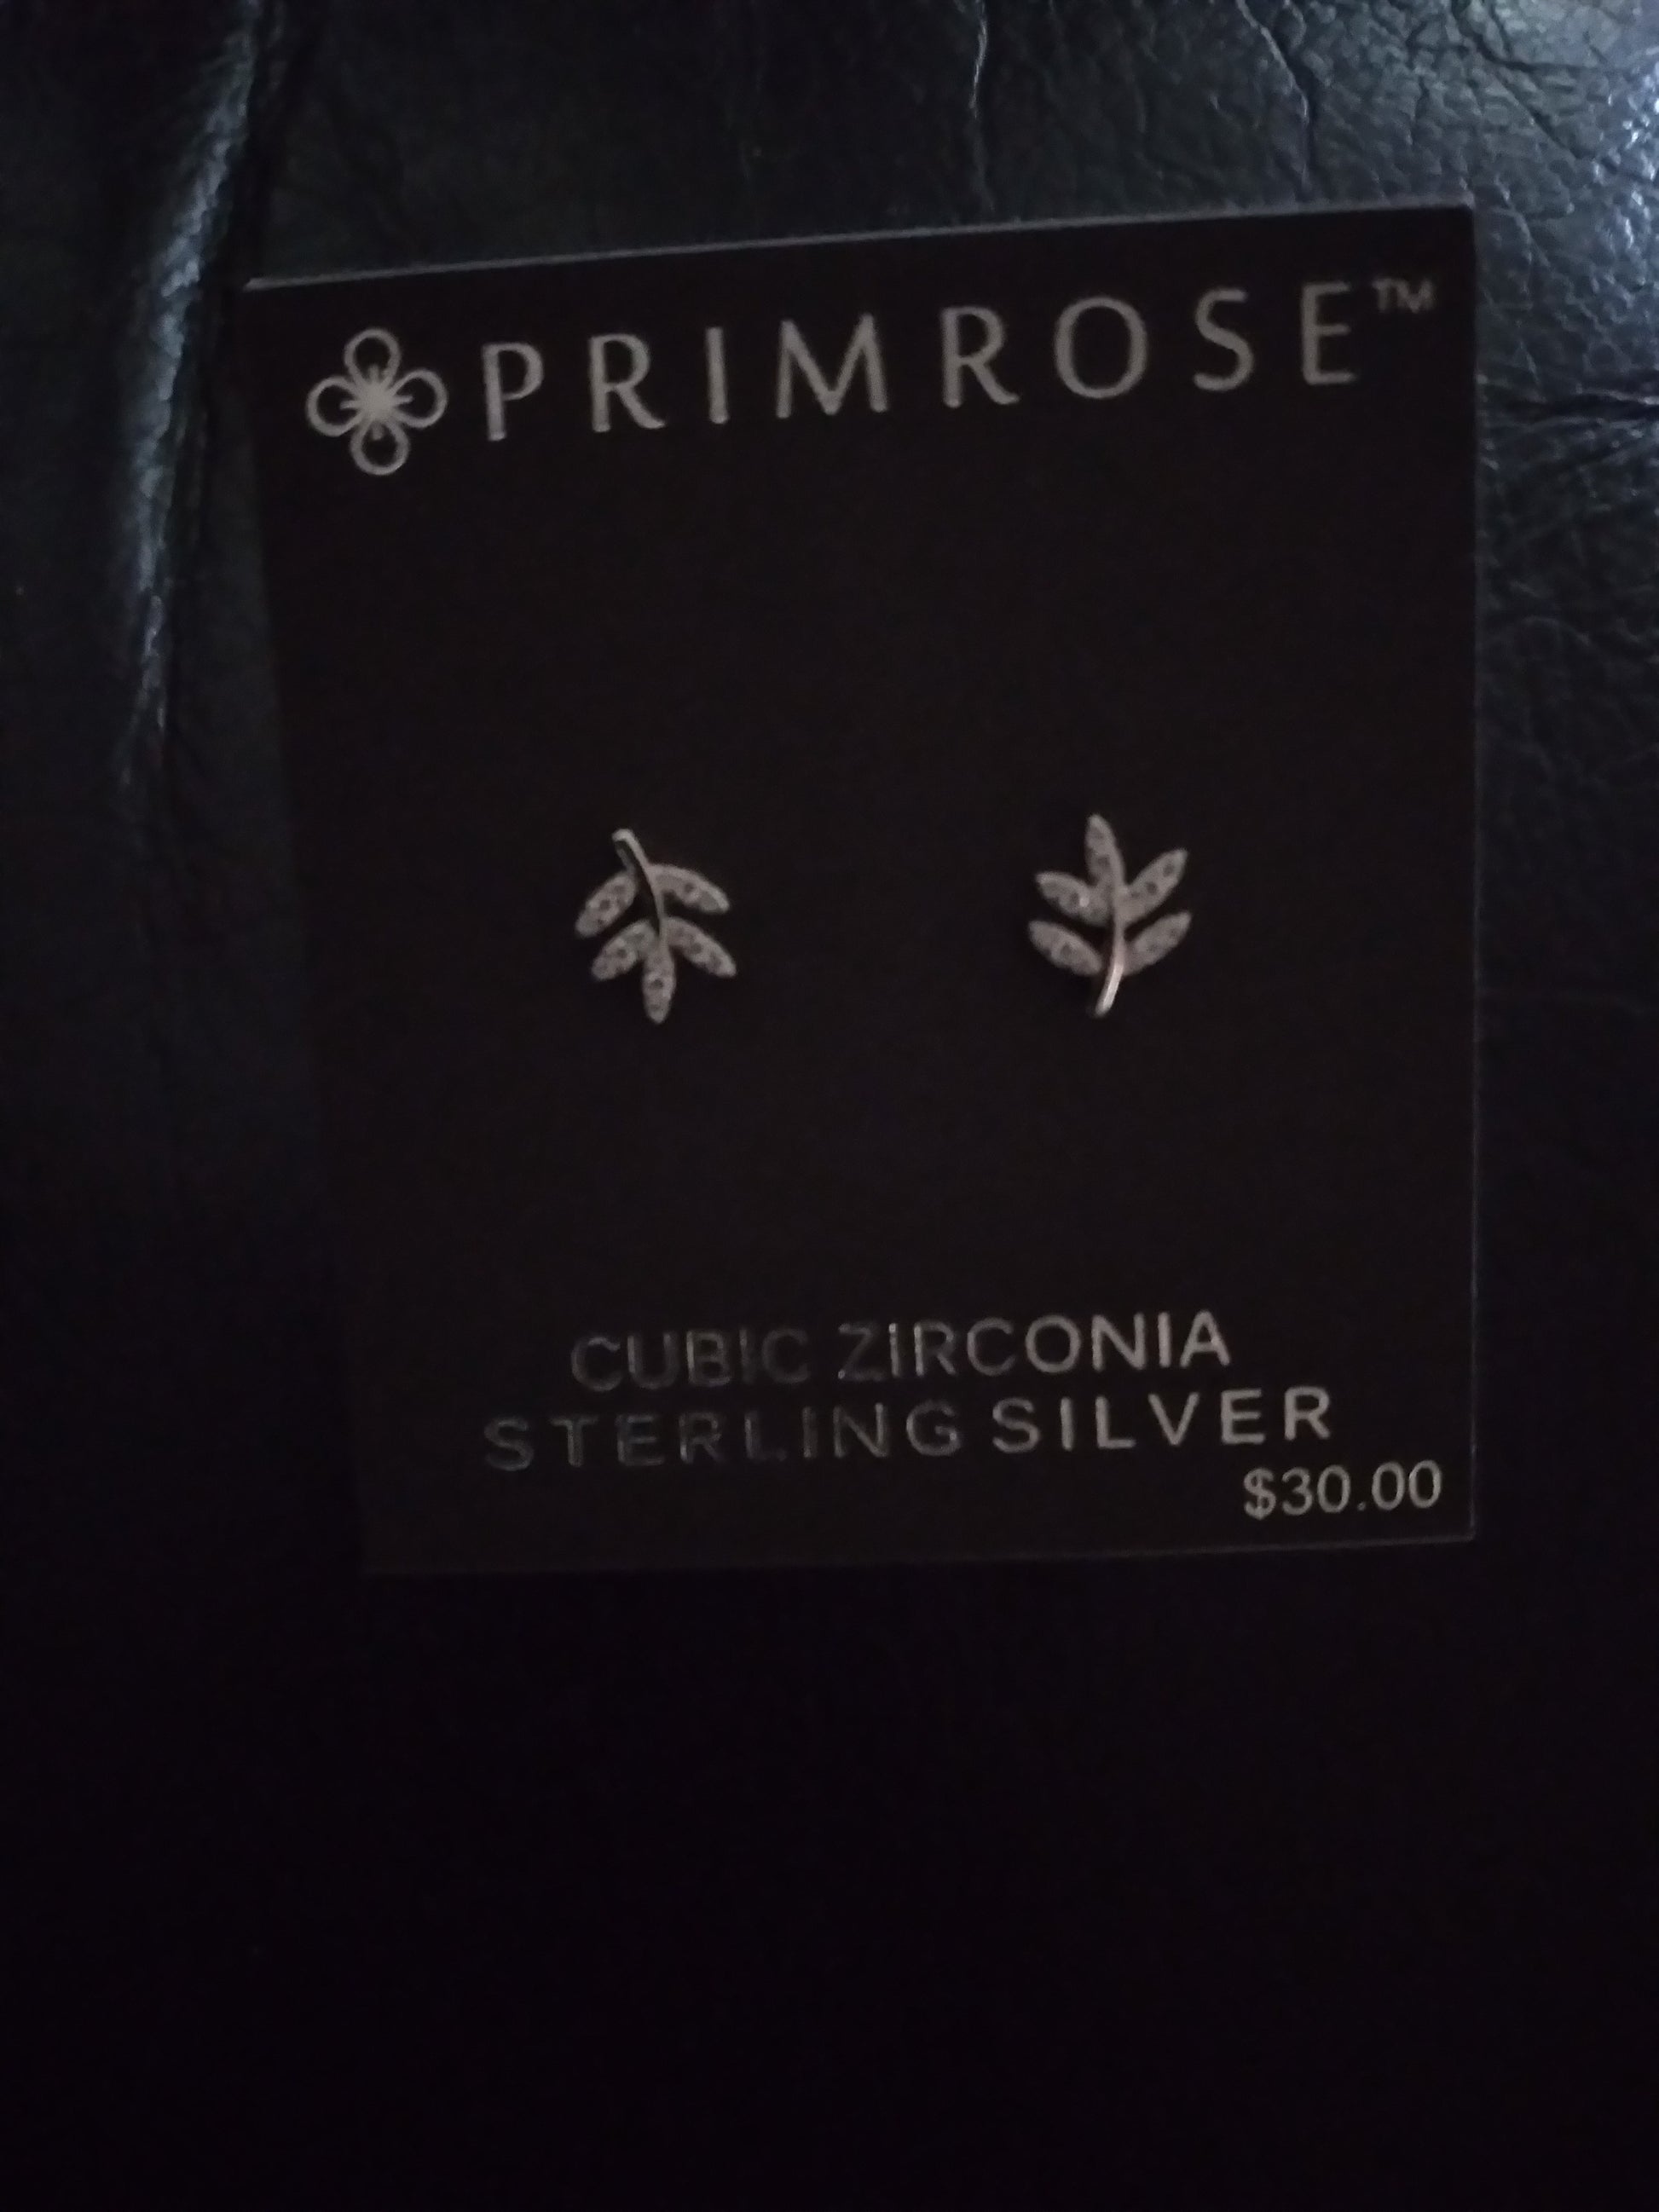 PRIMROSE™
CUBIC ZIRCONIA
STERLING SILVER
$30.00